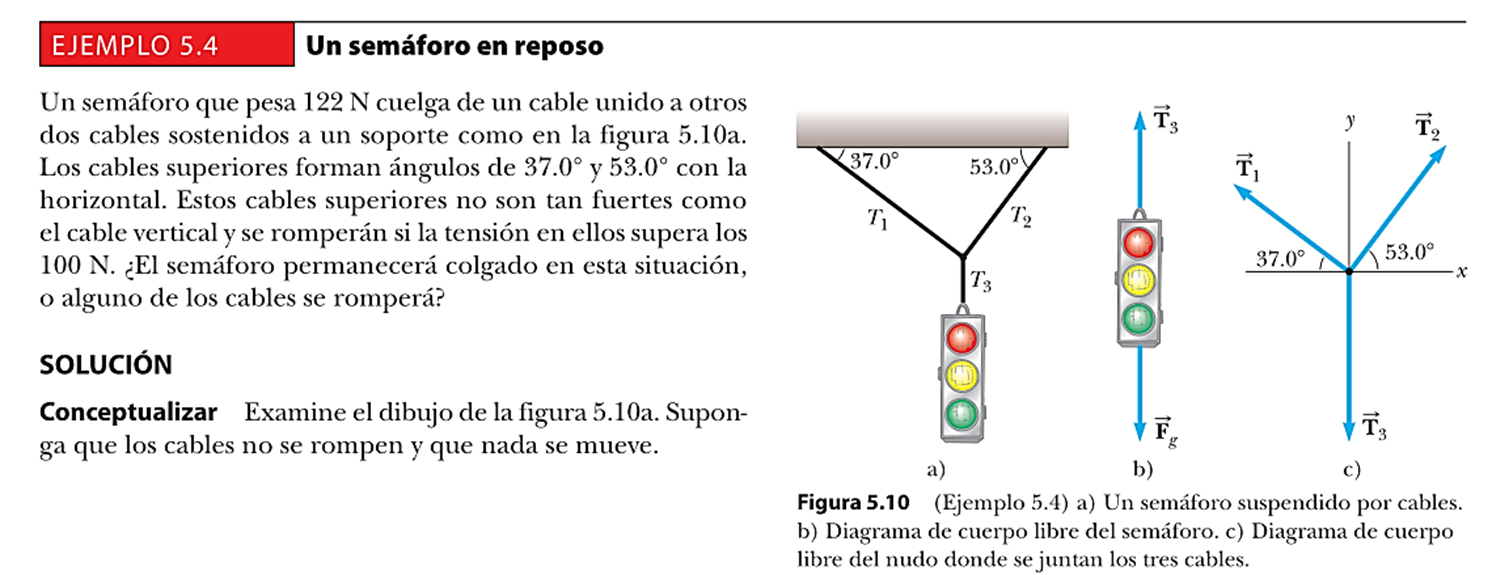 EJEMPLO 5.4 Un semáforo en reposo
Un semáforo que pesa 122 N cuelga de un cable unido a otros
dos cables sostenidos a un soporte como en la figura 5.10a.
Los cables superiores forman ángulos de 37.0° y 53.0° con la
horizontal. Estos cables superiores no son tan fuertes como
el cable vertical y se romperán si la tensión en ellos supera los
100 N. ¿El semáforo permanecerá colgado en esta situación,
o alguno de los cables se romperá?
SOLUCIÓN
Conceptualizar Examine el dibujo de la figura 5.10a. Supon-
ga que los cables no se rompen y que nada se mueve.
37.0° 53.0°
T₁ T₂
T₃
a)
T⃗₃
F⃗g
b)
y
T⃗₁ T⃗₂
37.0° 53.0°
x
T⃗₃
c)
Figura 5.10 (Ejemplo 5.4) a) Un semáforo suspendido por cables.
b) Diagrama de cuerpo libre del semáforo. c) Diagrama de cuerpo
libre del nudo donde se juntan los tres cables.